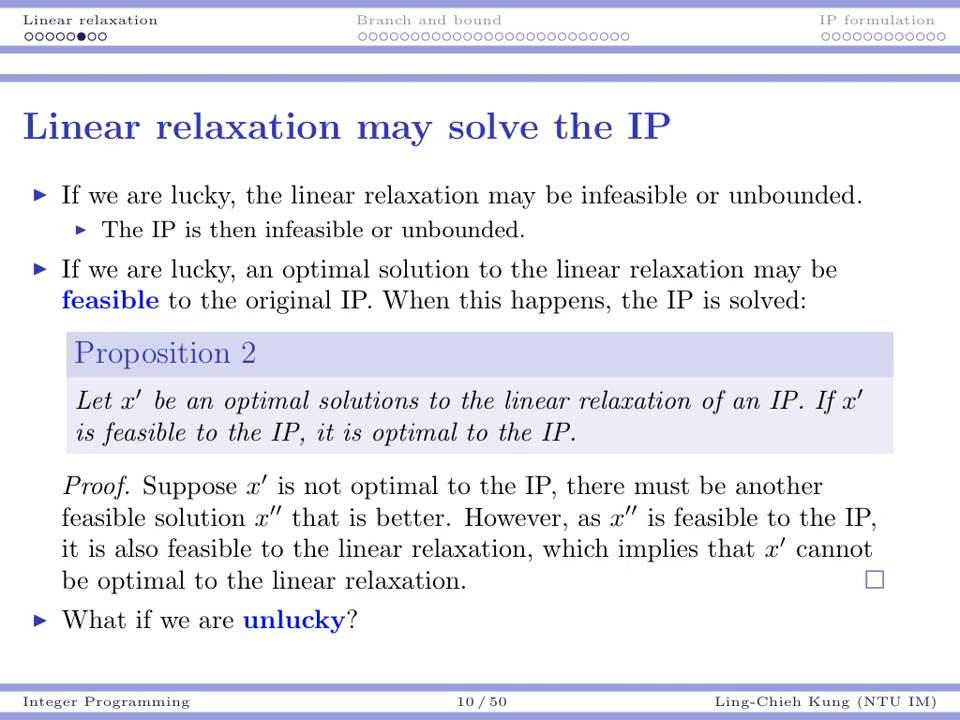 Linear relaxation Branch and bound IP formulation
Linear relaxation may solve the IP
If we are lucky, the linear relaxation may be infeasible or unbounded.
The IP is then infeasible or unbounded.
If we are lucky, an optimal solution to the linear relaxation may be
feasible to the original IP. When this happens, the IP is solved:
Proposition 2
Let x′ be an optimal solutions to the linear relaxation of an IP. If x′
is feasible to the IP, it is optimal to the IP.
Proof. Suppose x′ is not optimal to the IP, there must be another
feasible solution x′′ that is better. However, as x′′ is feasible to the IP,
it is also feasible to the linear relaxation, which implies that x′ cannot
be optimal to the linear relaxation. □
What if we are unlucky?
Integer Programming 10 / 50 Ling-Chieh Kung (NTU IM)